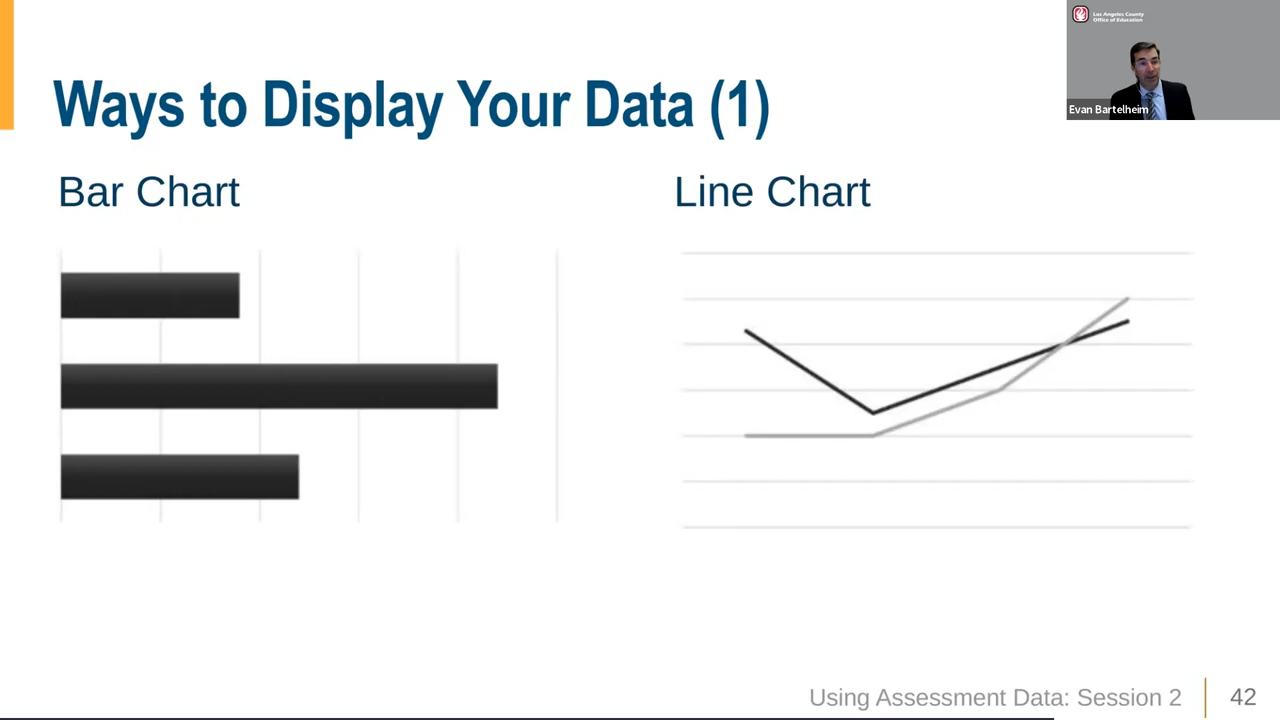 Los Angeles County
Office of Education
Evan Bartelheim
Ways to Display Your Data (1)
Bar Chart
Line Chart
Using Assessment Data: Session 2
42